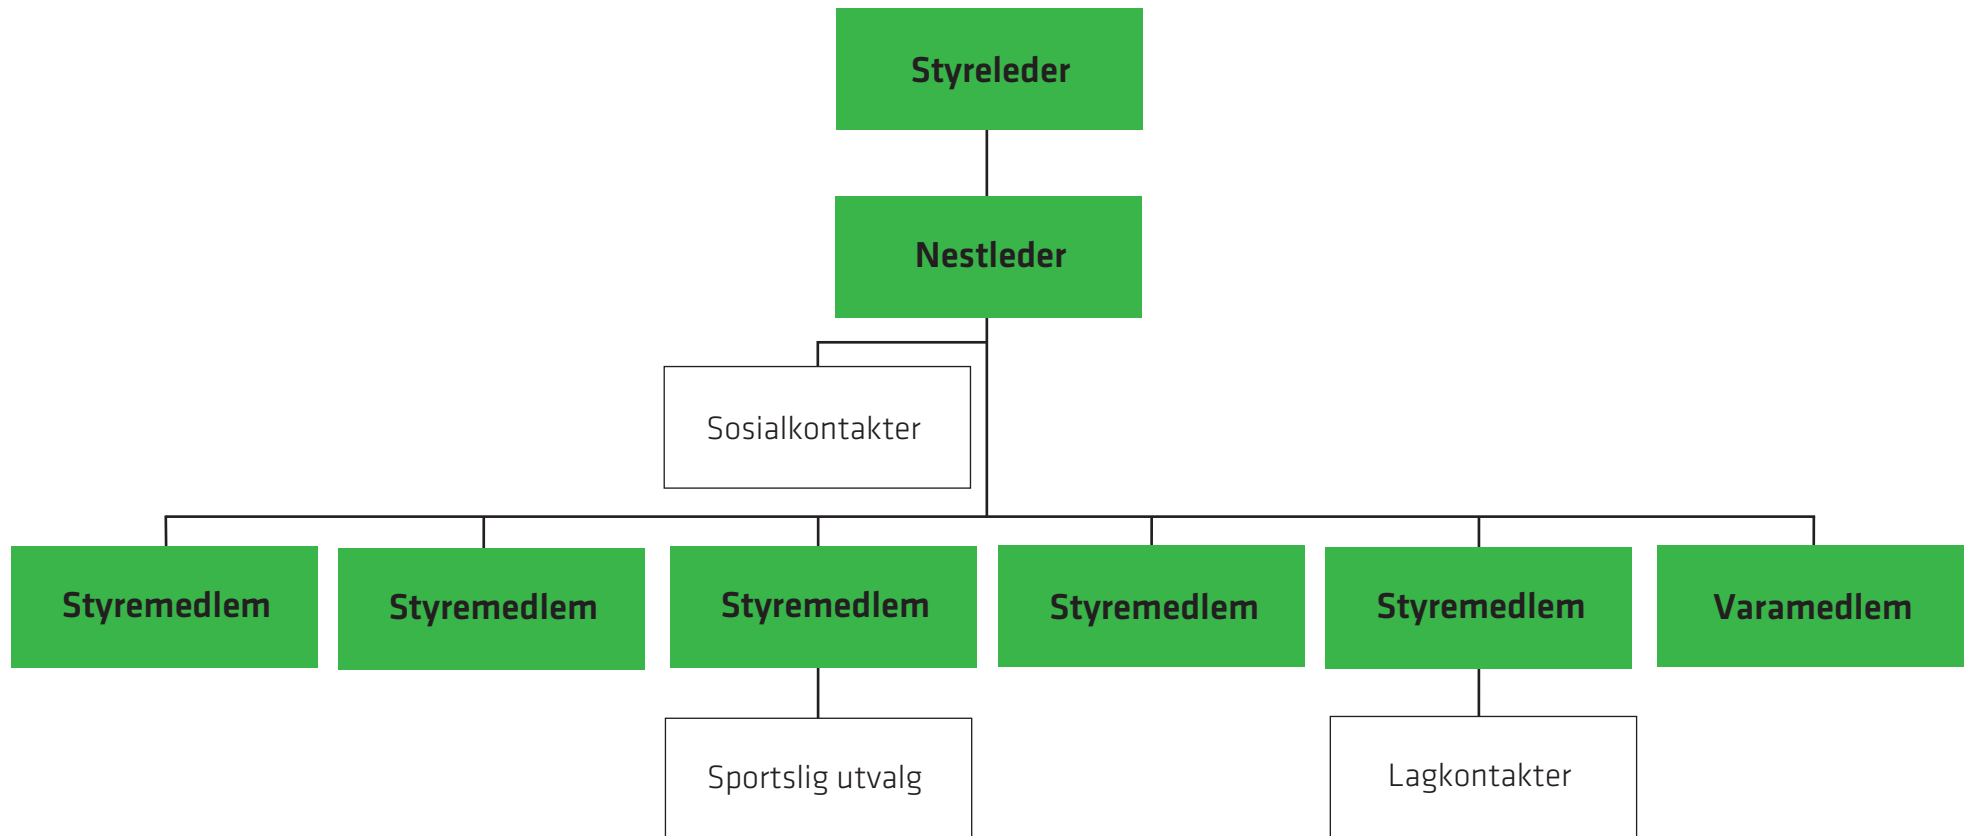 Styreleder
Nestleder
Sosialkontakter
Styremedlem
Styremedlem
Styremedlem
Styremedlem
Styremedlem
Varamedlem
Sportslig utvalg
Lagkontakter